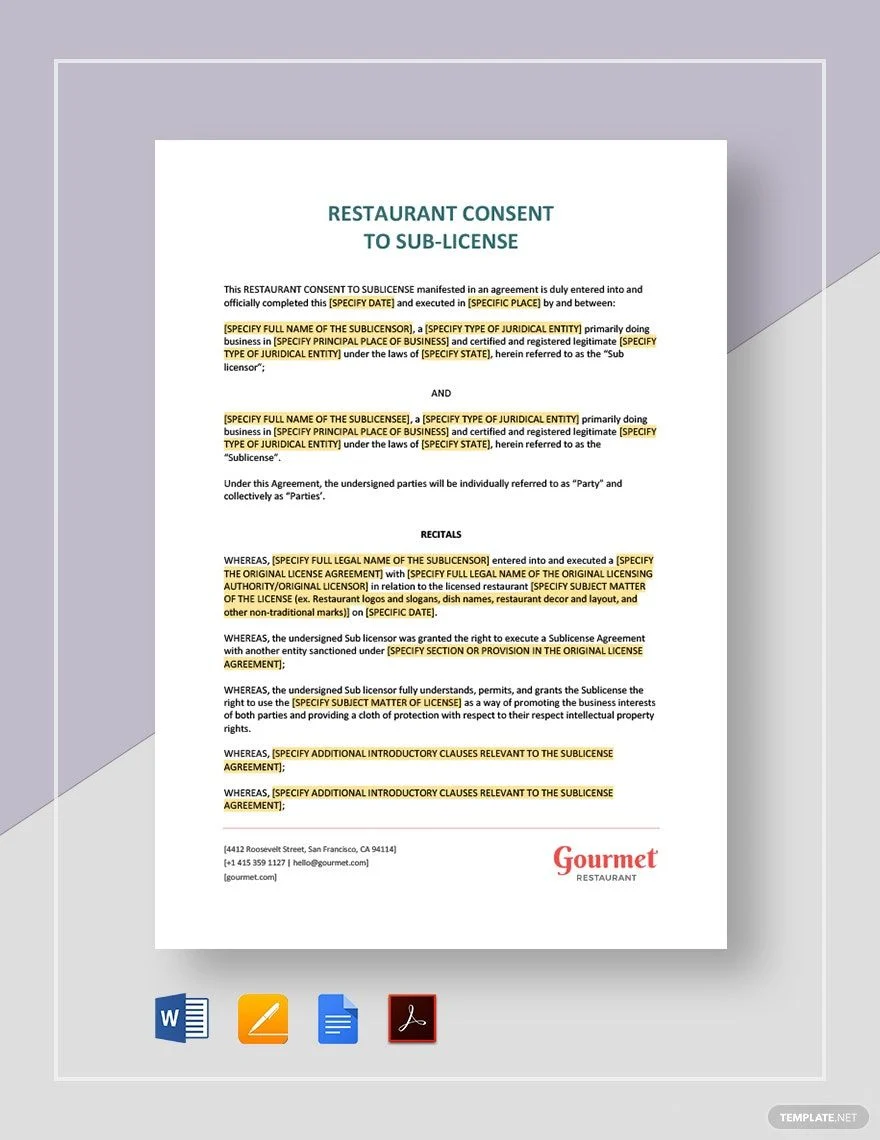 RESTAURANT CONSENT
TO SUB-LICENSE
This RESTAURANT CONSENT TO SUBLICENSE manifested in an agreement is duly entered into and
officially completed this [SPECIFY DATE] and executed in [SPECIFIC PLACE] by and between:
[SPECIFY FULL NAME OF THE SUBLICENSOR], a [SPECIFY TYPE OF JURIDICAL ENTITY] primarily doing
business in [SPECIFY PRINCIPAL PLACE OF BUSINESS] and certified and registered legitimate [SPECIFY
TYPE OF JURIDICAL ENTITY] under the laws of [SPECIFY STATE], herein referred to as the “Sub
licensor”;
AND
[SPECIFY FULL NAME OF THE SUBLICENSEE], a [SPECIFY TYPE OF JURIDICAL ENTITY] primarily doing
business in [SPECIFY PRINCIPAL PLACE OF BUSINESS] and certified and registered legitimate [SPECIFY
TYPE OF JURIDICAL ENTITY] under the laws of [SPECIFY STATE], herein referred to as the
“Sublicense”.
Under this Agreement, the undersigned parties will be individually referred to as “Party” and
collectively as “Parties’.
RECITALS
WHEREAS, [SPECIFY FULL LEGAL NAME OF THE SUBLICENSOR] entered into and executed a [SPECIFY
THE ORIGINAL LICENSE AGREEMENT] with [SPECIFY FULL LEGAL NAME OF THE ORIGINAL LICENSING
AUTHORITY/ORIGINAL LICENSOR] in relation to the licensed restaurant [SPECIFY SUBJECT MATTER
OF THE LICENSE (ex. Restaurant logos and slogans, dish names, restaurant decor and layout, and
other non-traditional marks)] on [SPECIFIC DATE].
WHEREAS, the undersigned Sub licensor was granted the right to execute a Sublicense Agreement
with another entity sanctioned under [SPECIFY SECTION OR PROVISION IN THE ORIGINAL LICENSE
AGREEMENT];
WHEREAS, the undersigned Sub licensor fully understands, permits, and grants the Sublicense the
right to use the [SPECIFY SUBJECT MATTER OF LICENSE] as a way of promoting the business interests
of both parties and providing a cloth of protection with respect to their respect intellectual property
rights.
WHEREAS, [SPECIFY ADDITIONAL INTRODUCTORY CLAUSES RELEVANT TO THE SUBLICENSE
AGREEMENT];
WHEREAS, [SPECIFY ADDITIONAL INTRODUCTORY CLAUSES RELEVANT TO THE SUBLICENSE
AGREEMENT];
[4412 Roosevelt Street, San Francisco, CA 94114]
[+1 415 359 1127 | hello@gourmet.com]
[gourmet.com]
Gourmet
RESTAURANT
W
TEMPLATE.NET